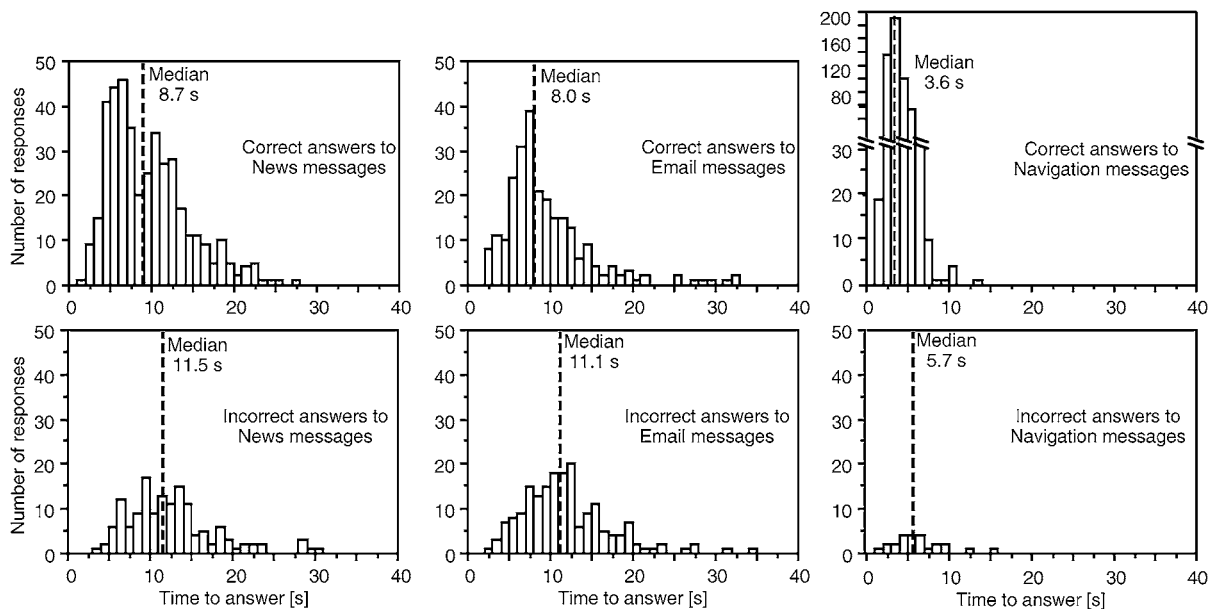 Number of responses
50
40
30
20
10
0
Median
8.7 s
Correct answers to
News messages
0
10
20
30
40
50
40
30
20
10
0
Median
8.0 s
Correct answers to
Email messages
0
10
20
30
40
200
160
120
80
30
20
10
0
Median
3.6 s
Correct answers to
Navigation messages
0
10
20
30
40
Number of responses
50
40
30
20
10
0
Median
11.5 s
Incorrect answers to
News messages
0
10
20
30
40
Time to answer [s]
50
40
30
20
10
0
Median
11.1 s
Incorrect answers to
Email messages
0
10
20
30
40
Time to answer [s]
50
40
30
20
10
0
Median
5.7 s
Incorrect answers to
Navigation messages
0
10
20
30
40
Time to answer [s]